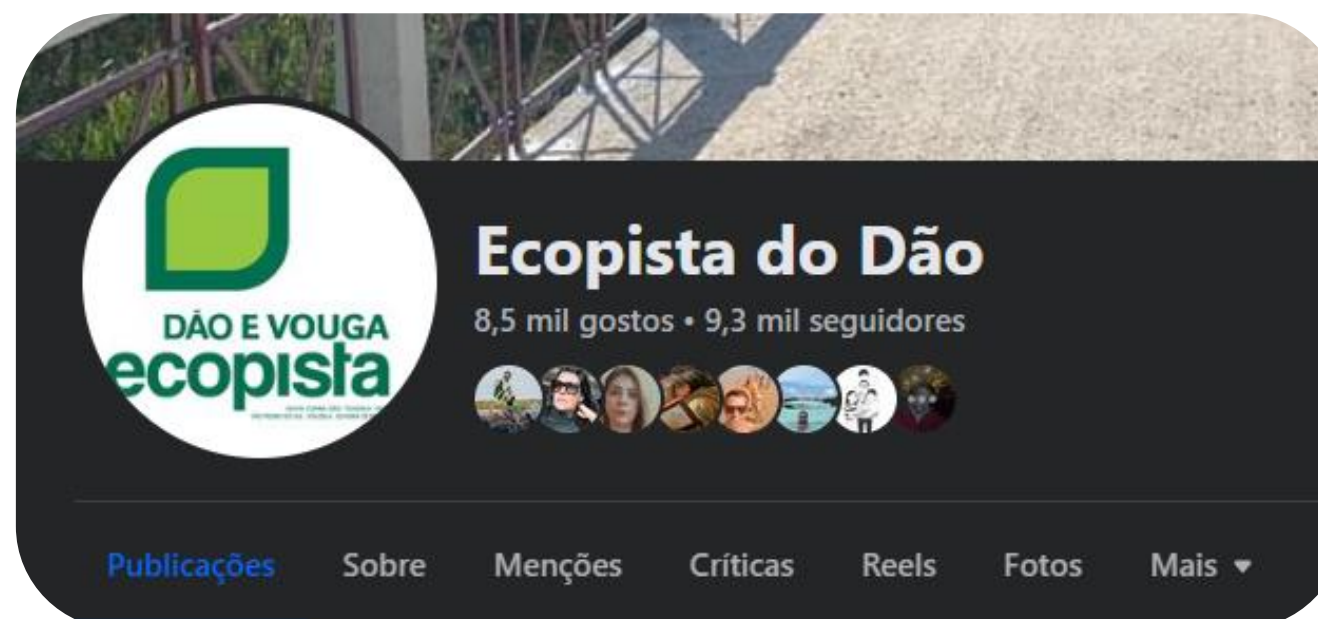 DÃO E VOUGA
ecopista
Ecopista do Dão
8,5 mil gostos • 9,3 mil seguidores
Publicações Sobre Menções Críticas Reels Fotos Mais